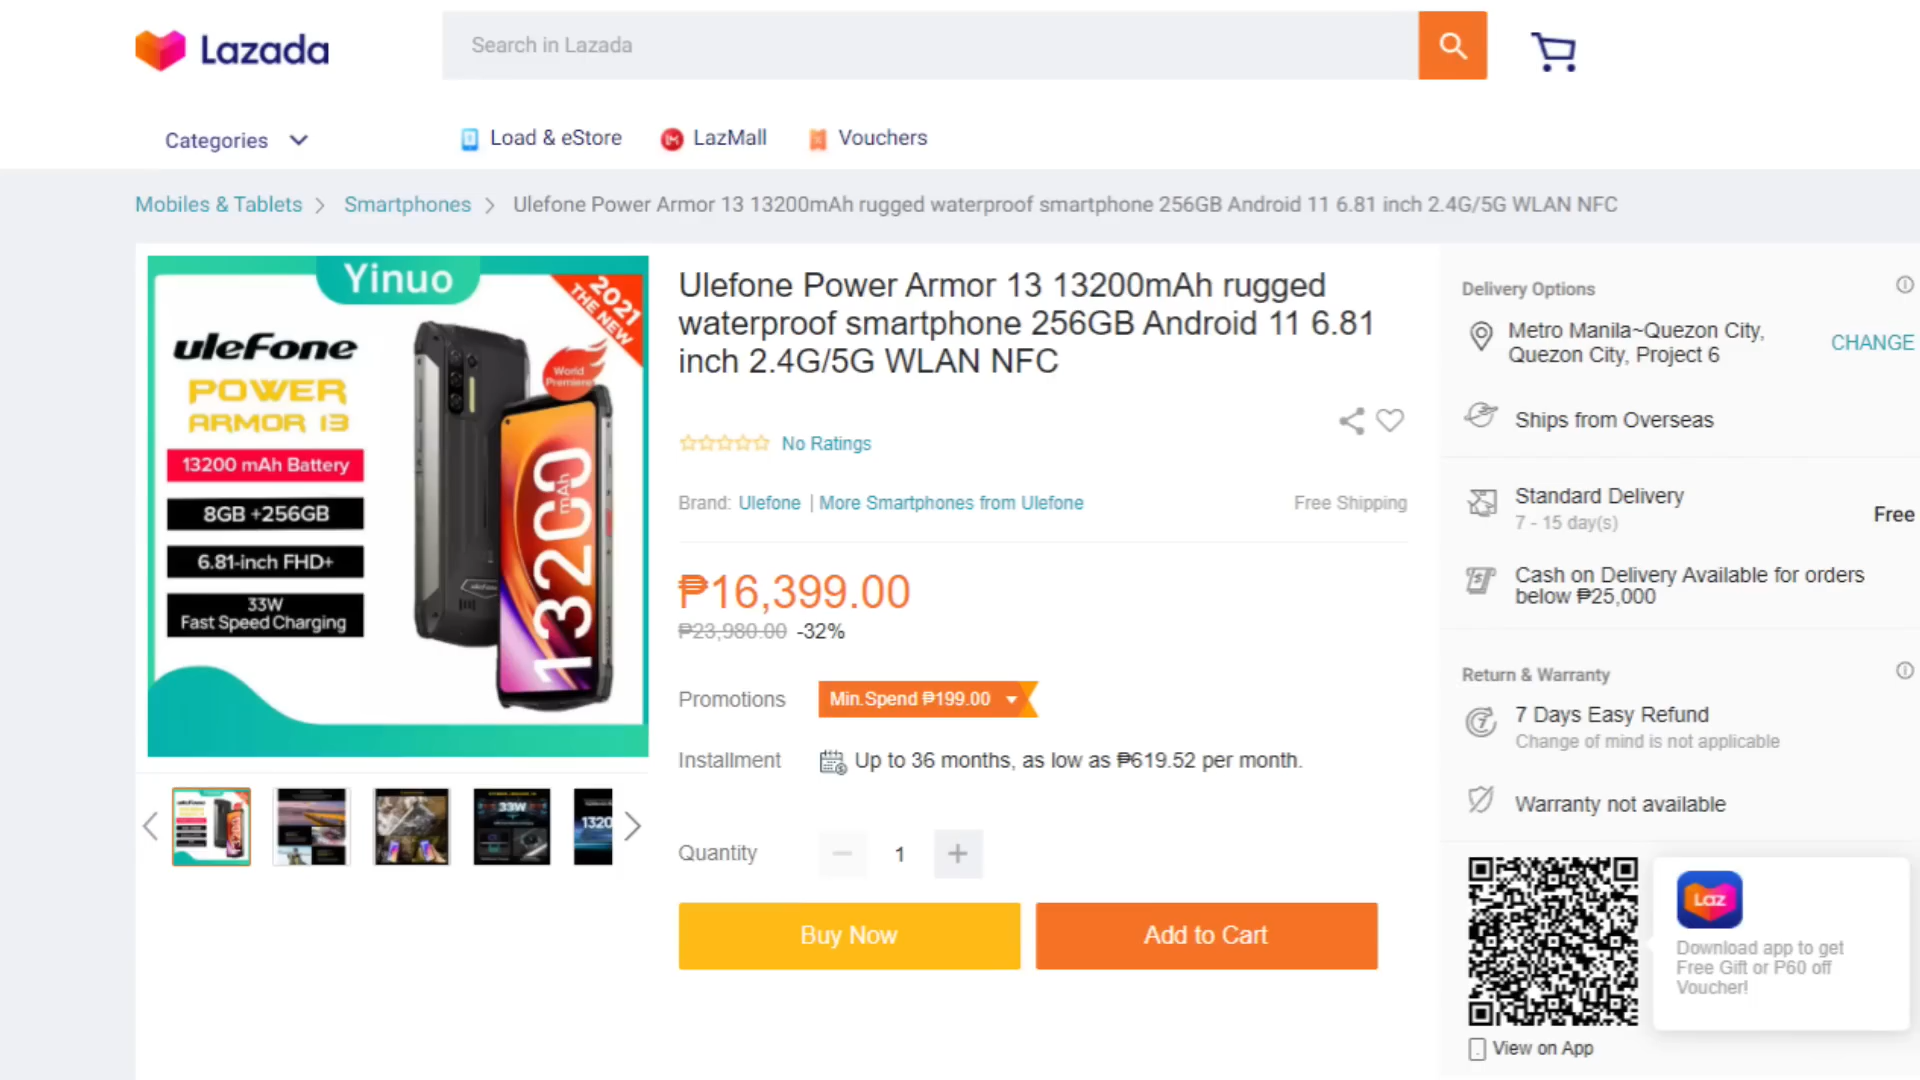 Lazada
Search in Lazada
Categories
Load & eStore
LazMall
Vouchers
Mobiles & Tablets > Smartphones > Ulefone Power Armor 13 13200mAh rugged waterproof smartphone 256GB Android 11 6.81 inch 2.4G/5G WLAN NFC
Yinuo
2021
THE NEW
World
Premiere
uleFone
POWER
ARMOR 13
13200 mAh Battery
8GB +256GB
6.81-inch FHD+
33W
Fast Speed Charging
13200 mAh
Ulefone Power Armor 13 13200mAh rugged
waterproof smartphone 256GB Android 11 6.81
inch 2.4G/5G WLAN NFC
No Ratings
Brand: Ulefone | More Smartphones from Ulefone
Free Shipping
₱16,399.00
₱23,980.00 -32%
Promotions
Min.Spend ₱199.00
Installment
Up to 36 months, as low as ₱619.52 per month.
Quantity
1
Buy Now
Add to Cart
33W
1320
Delivery Options
Metro Manila~Quezon City,
Quezon City, Project 6
CHANGE
Ships from Overseas
Standard Delivery
7 - 15 day(s)
Free
Cash on Delivery Available for orders
below ₱25,000
Return & Warranty
7 Days Easy Refund
Change of mind is not applicable
Warranty not available
Laz
Download app to get
Free Gift or P60 off
Voucher!
View on App